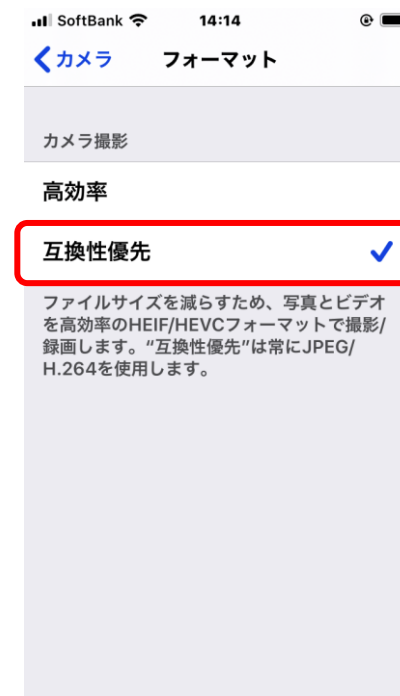 SoftBank 14:14
カメラ フォーマット
カメラ撮影
高効率
互換性優先
ファイルサイズを減らすため、写真とビデオ
を高効率のHEIF/HEVCフォーマットで撮影/
録画します。“互換性優先”は常にJPEG/
H.264を使用します。